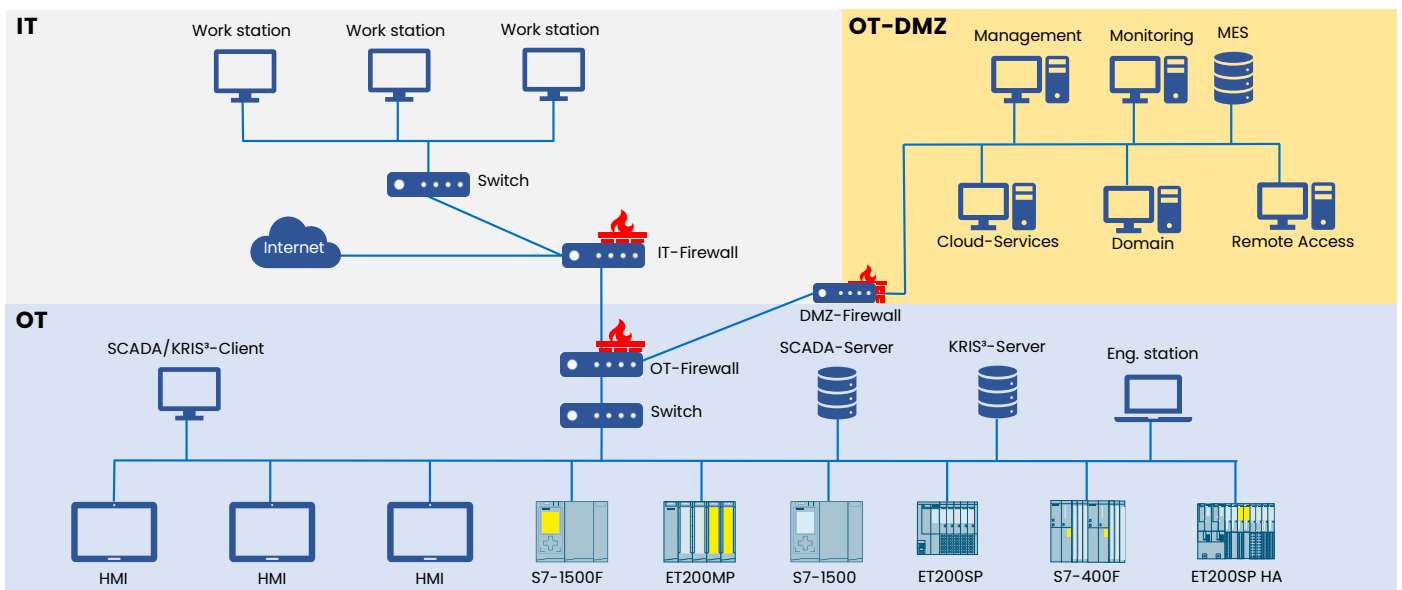 IT
Work station
Work station
Work station
Switch
Internet
IT-Firewall
OT-DMZ
Management
Monitoring
MES
Cloud-Services
Domain
Remote Access
DMZ-Firewall
OT
SCADA/KRIS³-Client
OT-Firewall
Switch
SCADA-Server
KRIS³-Server
Eng. station
HMI
HMI
HMI
S7-1500F
ET200MP
S7-1500
ET200SP
S7-400F
ET200SP HA